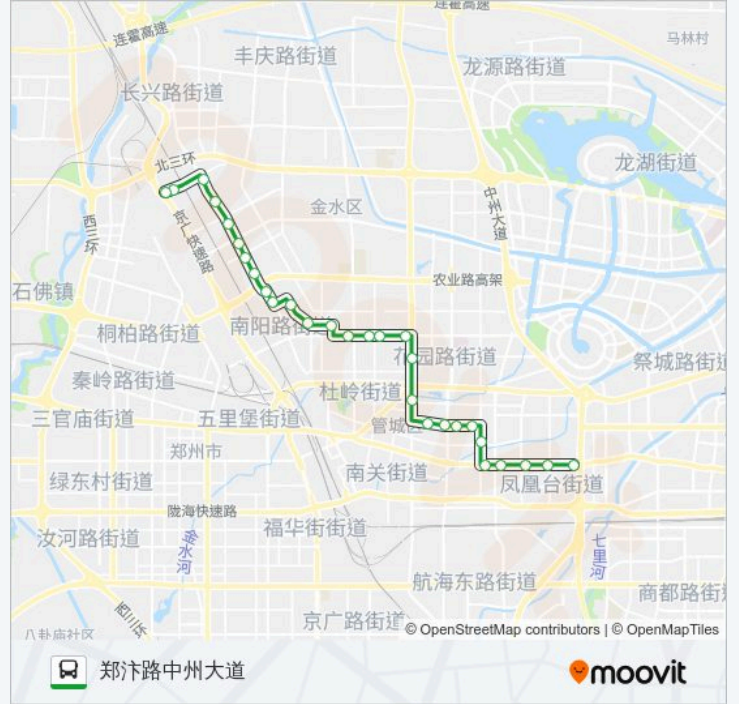 连霍高速
连霍高速
马林村
丰庆路街道
龙源路街道
长兴路街道
北三环
龙湖街道
金水区
中州大道
西三环
京广快速路
农业路高架
石佛镇
南阳路街道
桐柏路街道
花园路街道
祭城路街道
秦岭路街道
杜岭街道
三官庙街道
五里堡街道
管城区
郑州市
南关街道
绿东村街道
凤凰台街道
陇海快速路
福华街街道
汝河路街道
金水河
七里河
航海东路街道
商都路街
西三环
京广路街道
八卦庙社区
© OpenStreetMap contributors | © OpenMapTiles
郑汴路中州大道
moovit